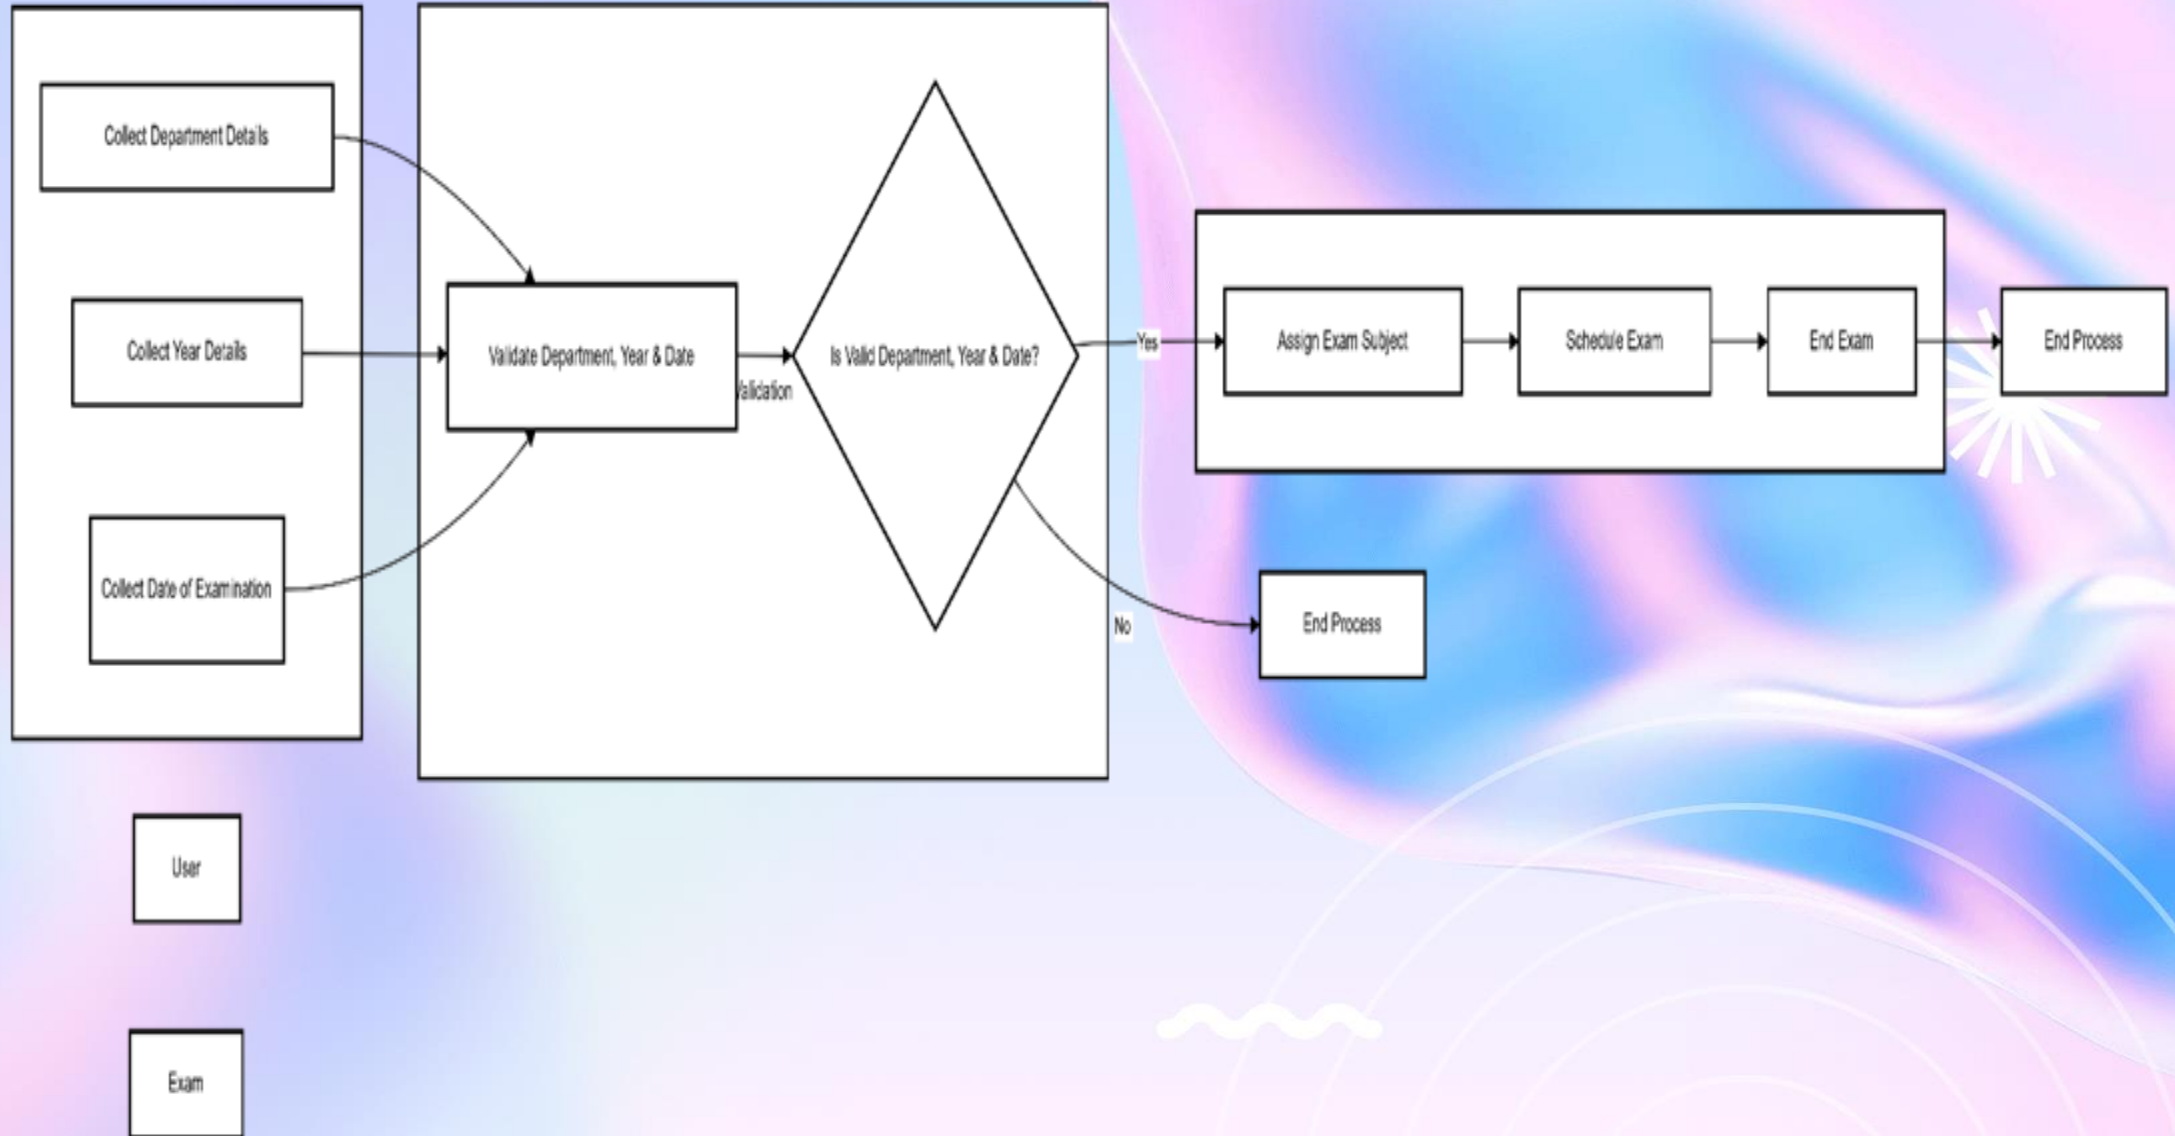 Collect Department Details
Collect Year Details
Collect Date of Examination
Validate Department, Year & Date
Validation
Is Valid Department, Year & Date?
Yes
No
Assign Exam Subject
Schedule Exam
End Exam
End Process
End Process
User
Exam